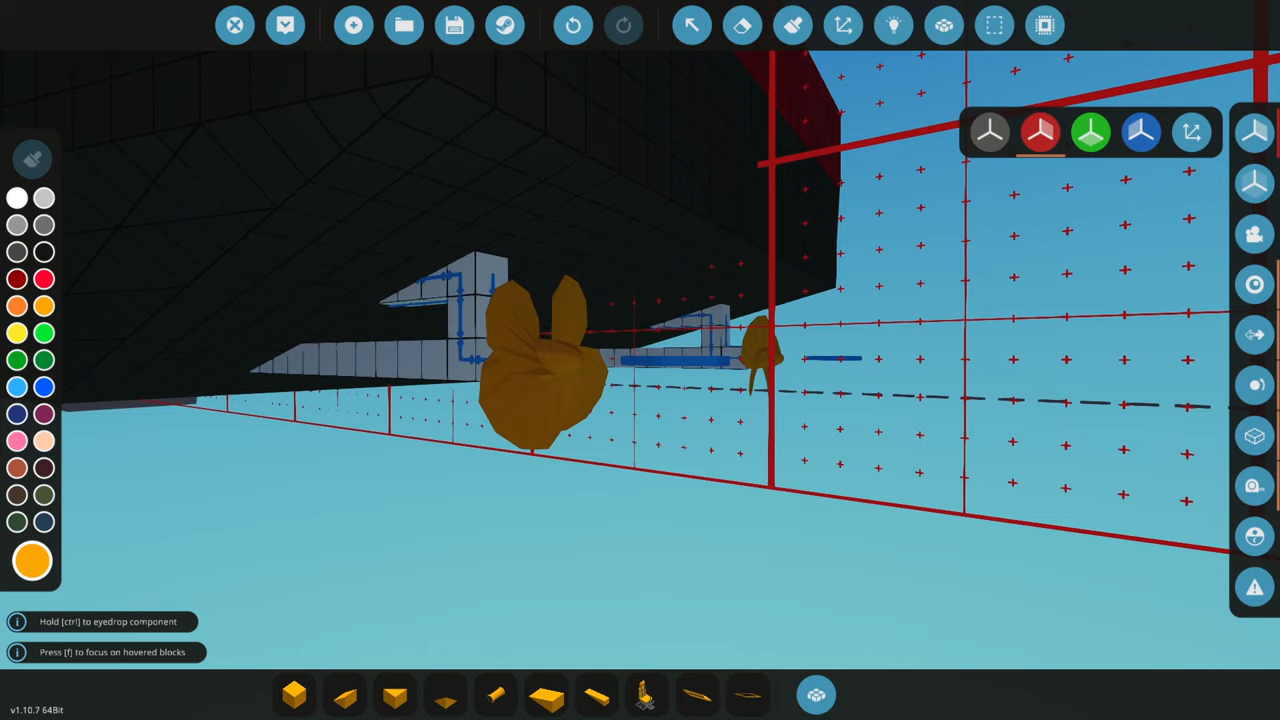 Hold [ctrl] to eyedrop component
Press [f] to focus on hovered blocks
v1.10.7 64Bit